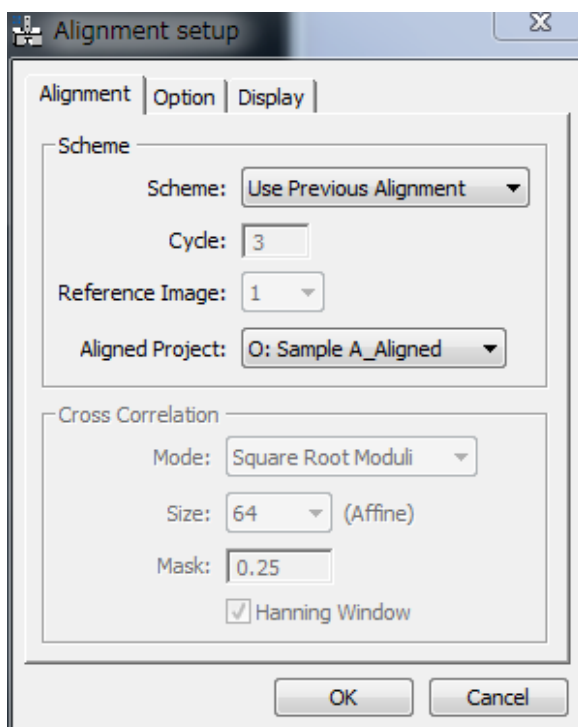 Alignment setup
Alignment Option Display
Scheme
Scheme: Use Previous Alignment
Cycle: 3
Reference Image: 1
Aligned Project: O: Sample A_Aligned
Cross Correlation
Mode: Square Root Moduli
Size: 64 (Affine)
Mask: 0.25
Hanning Window
OK Cancel